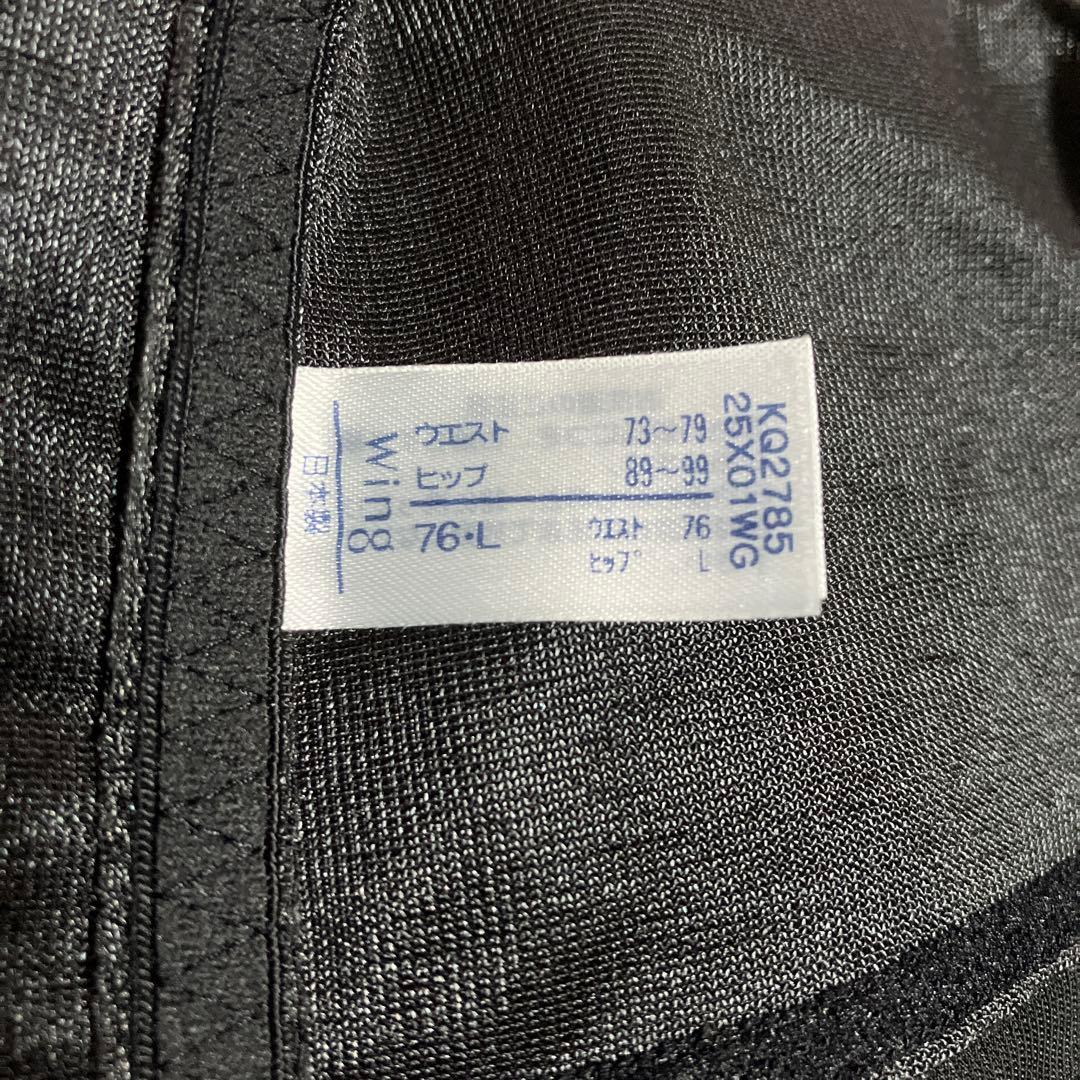 ウエスト 73～79
ヒップ 89～99
76・L
ウエスト 76
ヒップ L
Wing
日本製
KQ2785
25X01WG